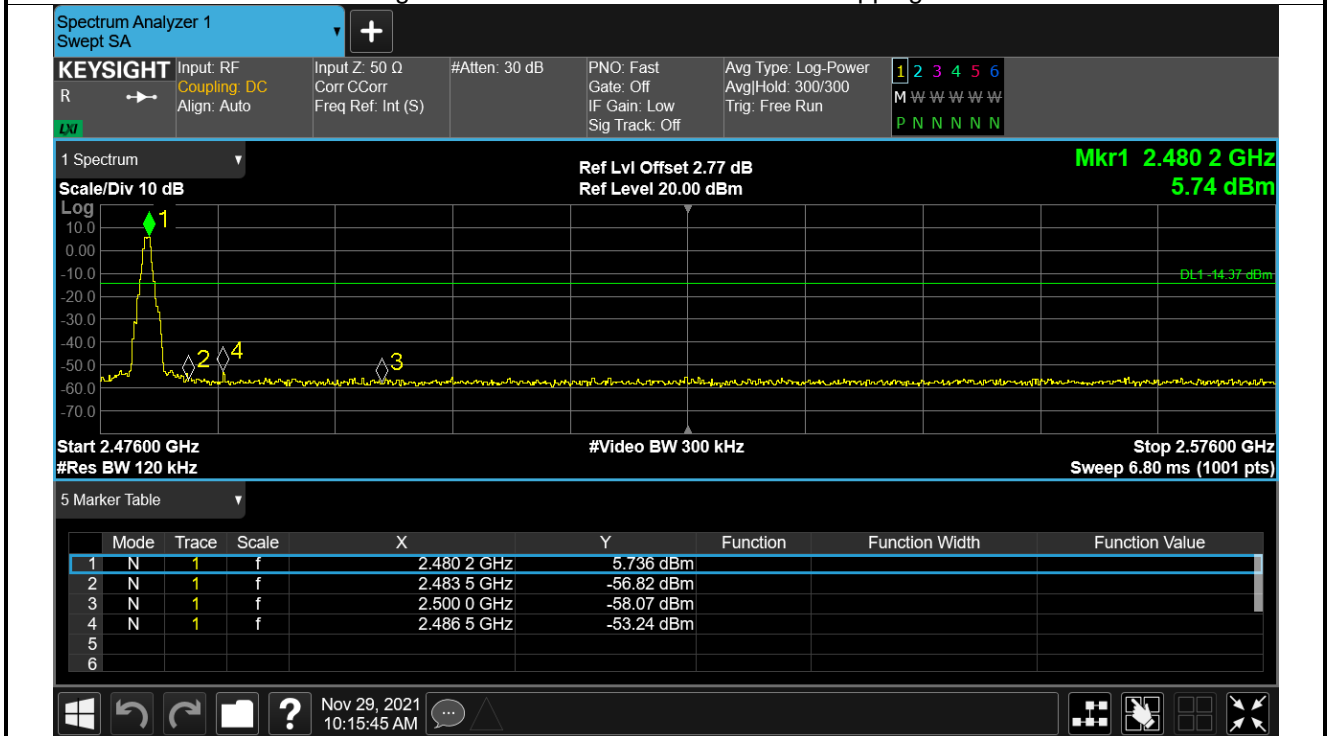 Spectrum Analyzer 1
Swept SA
KEYSIGHT Input: RF Input Z: 50 Ω #Atten: 30 dB PNO: Fast Avg Type: Log-Power 1 2 3 4 5 6
R Coupling: DC Corr CCorr Gate: Off Avg|Hold: 300/300 M W W W W W
Align: Auto Freq Ref: Int (S) IF Gain: Low Trig: Free Run
LXI Sig Track: Off P N N N N N
1 Spectrum Ref Lvl Offset 2.77 dB Mkr1 2.480 2 GHz
Scale/Div 10 dB Ref Level 20.00 dBm 5.74 dBm
Log
1
10.0
0.00
-10.0
DL1 -14.37 dBm
-20.0
-30.0
-40.0
2 4 3
-50.0
-60.0
-70.0
Start 2.47600 GHz #Video BW 300 kHz Stop 2.57600 GHz
#Res BW 120 kHz Sweep 6.80 ms (1001 pts)
5 Marker Table
Mode Trace Scale X Y Function Function Width Function Value
1 N 1 f 2.480 2 GHz 5.736 dBm
2 N 1 f 2.483 5 GHz -56.82 dBm
3 N 1 f 2.500 0 GHz -58.07 dBm
4 N 1 f 2.486 5 GHz -53.24 dBm
5
6
? Nov 29, 2021
10:15:45 AM